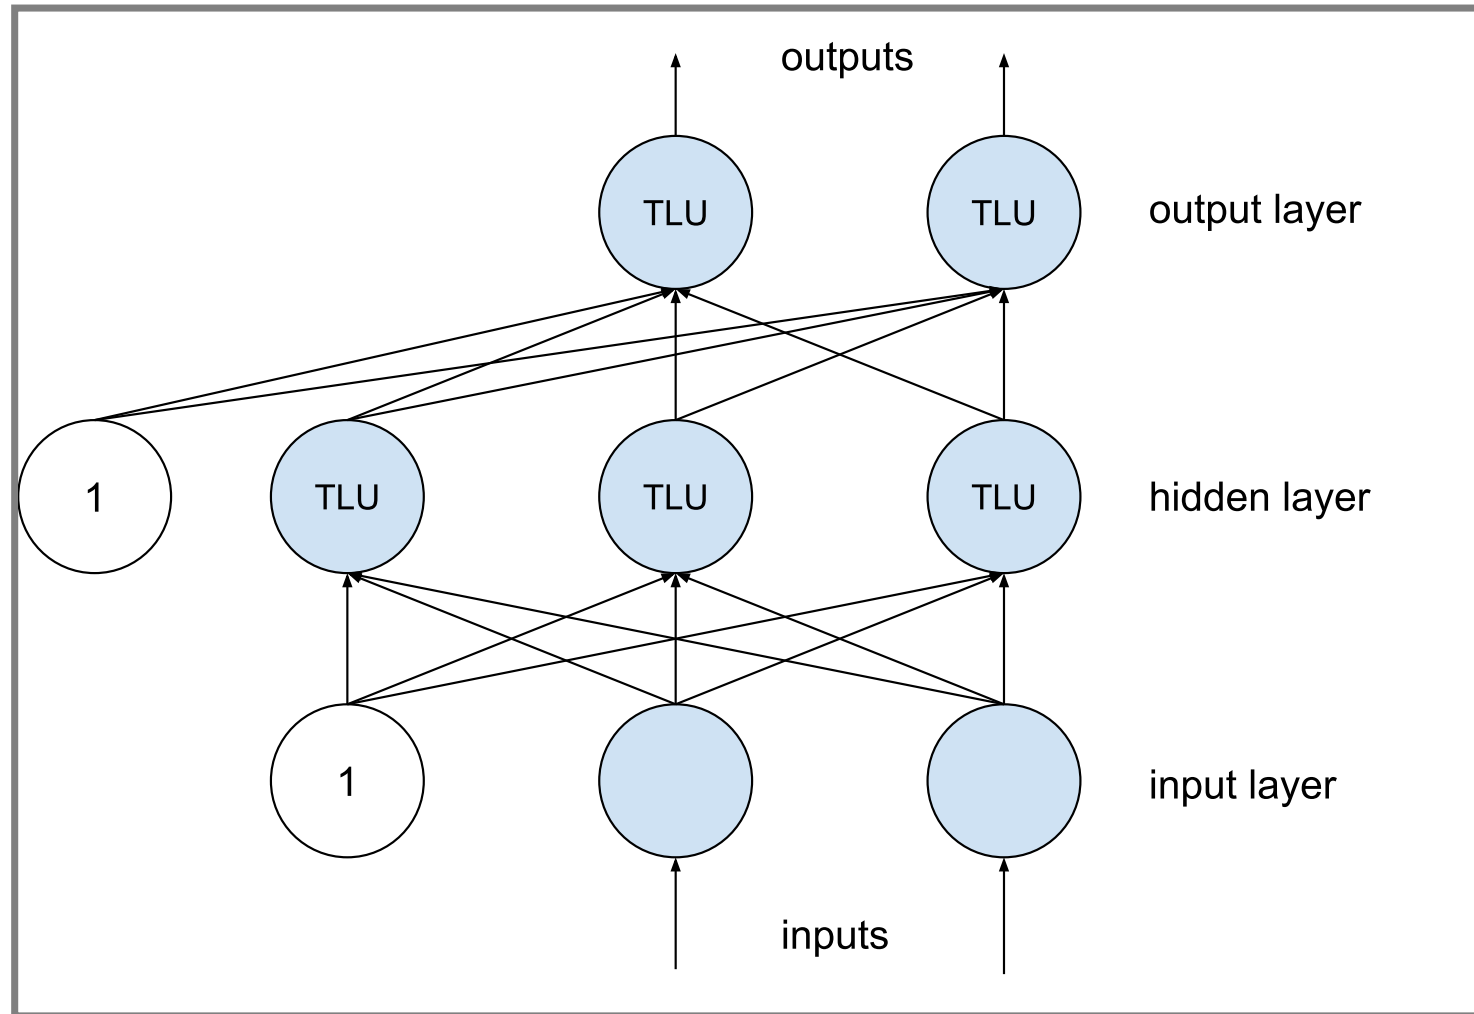 outputs
TLU TLU output layer
1 TLU TLU TLU hidden layer
1 input layer
inputs